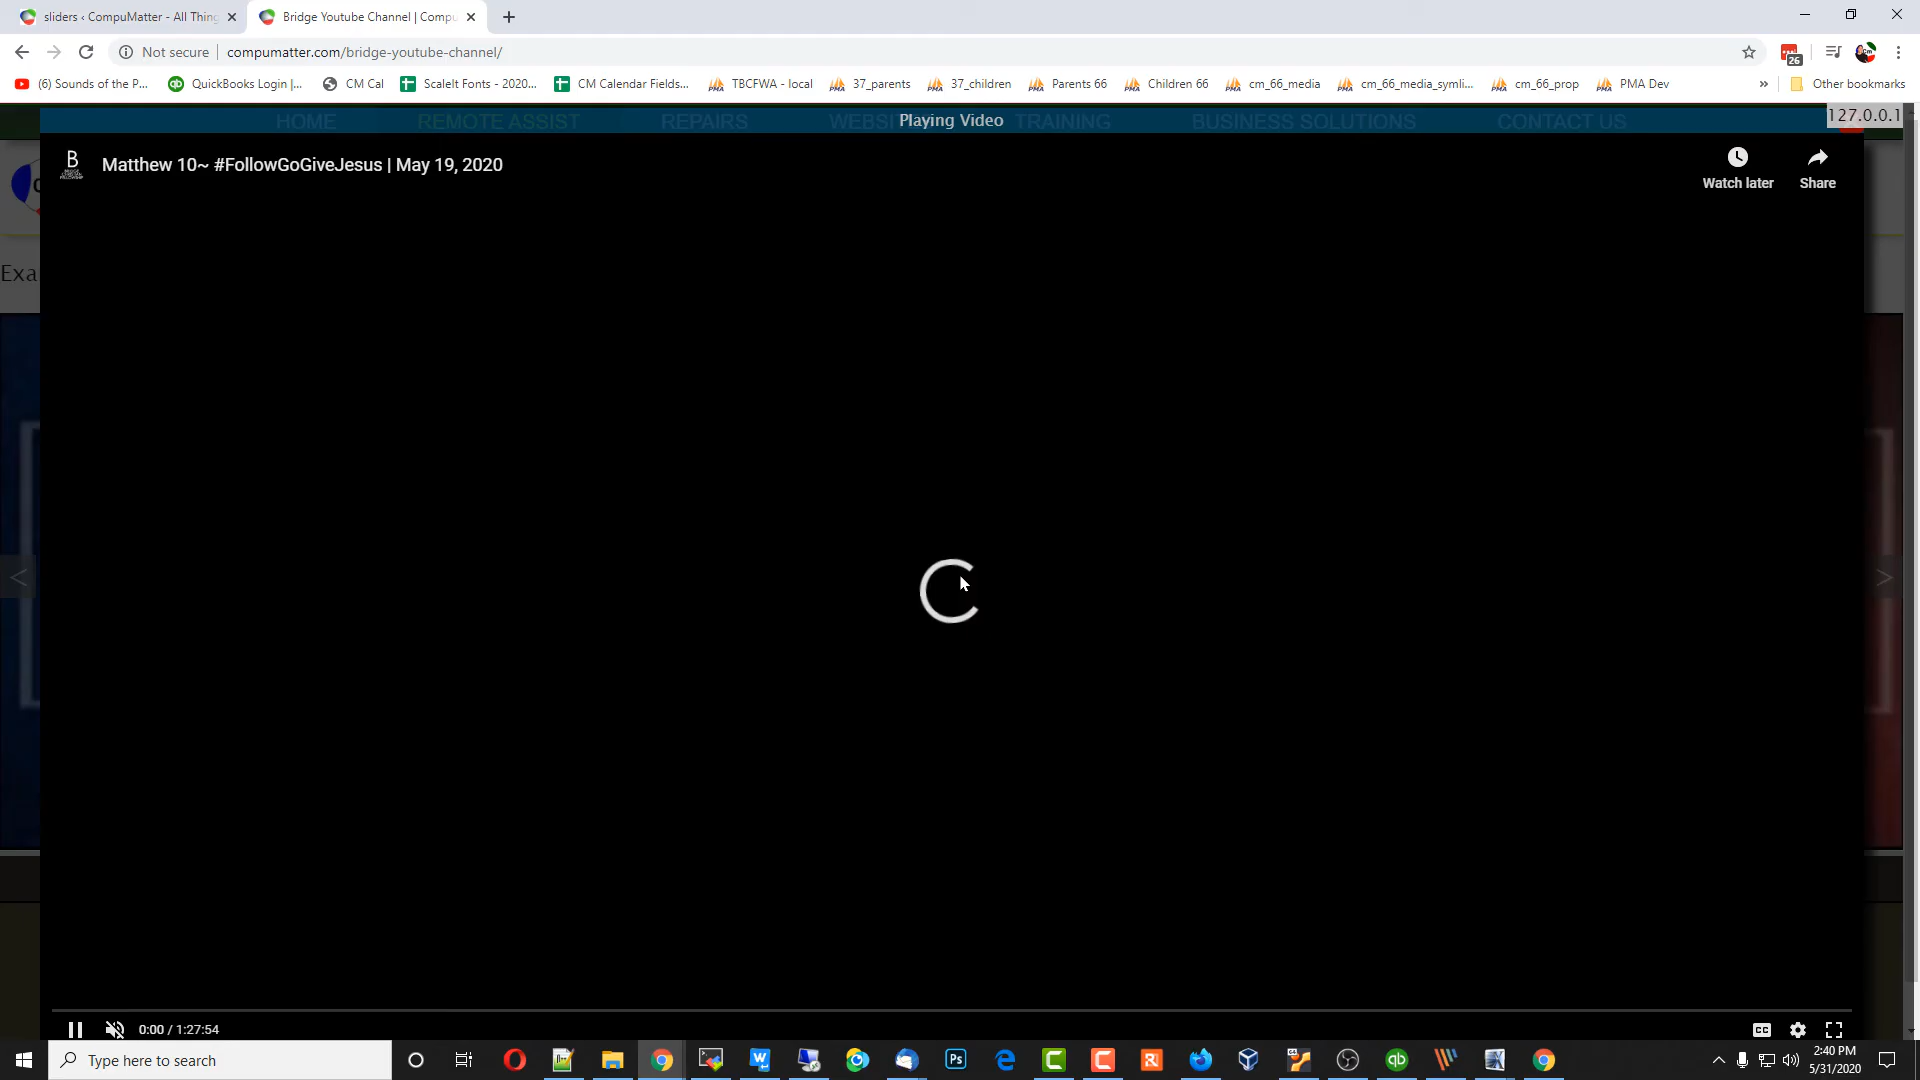 sliders ‹ CompuMatter - All Thing
Bridge Youtube Channel | Compu
Not secure
compumatter.com/bridge-youtube-channel/
26
(6) Sounds of the P...
QuickBooks Login |...
CM Cal
ScaleIt Fonts - 2020...
CM Calendar Fields...
TBCFWA - local
37_parents
37_children
Parents 66
Children 66
cm_66_media
cm_66_media_symli...
cm_66_prop
PMA Dev
»
Other bookmarks
127.0.0.1
HOME
REMOTE ASSIST
REPAIRS
WEBSI
Playing Video
TRAINING
BUSINESS SOLUTIONS
CONTACT US
B
Matthew 10~ #FollowGoGiveJesus | May 19, 2020
Watch later
Share
Exa
<
>
0:00 / 1:27:54
CC
Type here to search
Ps
2:40 PM
5/31/2020